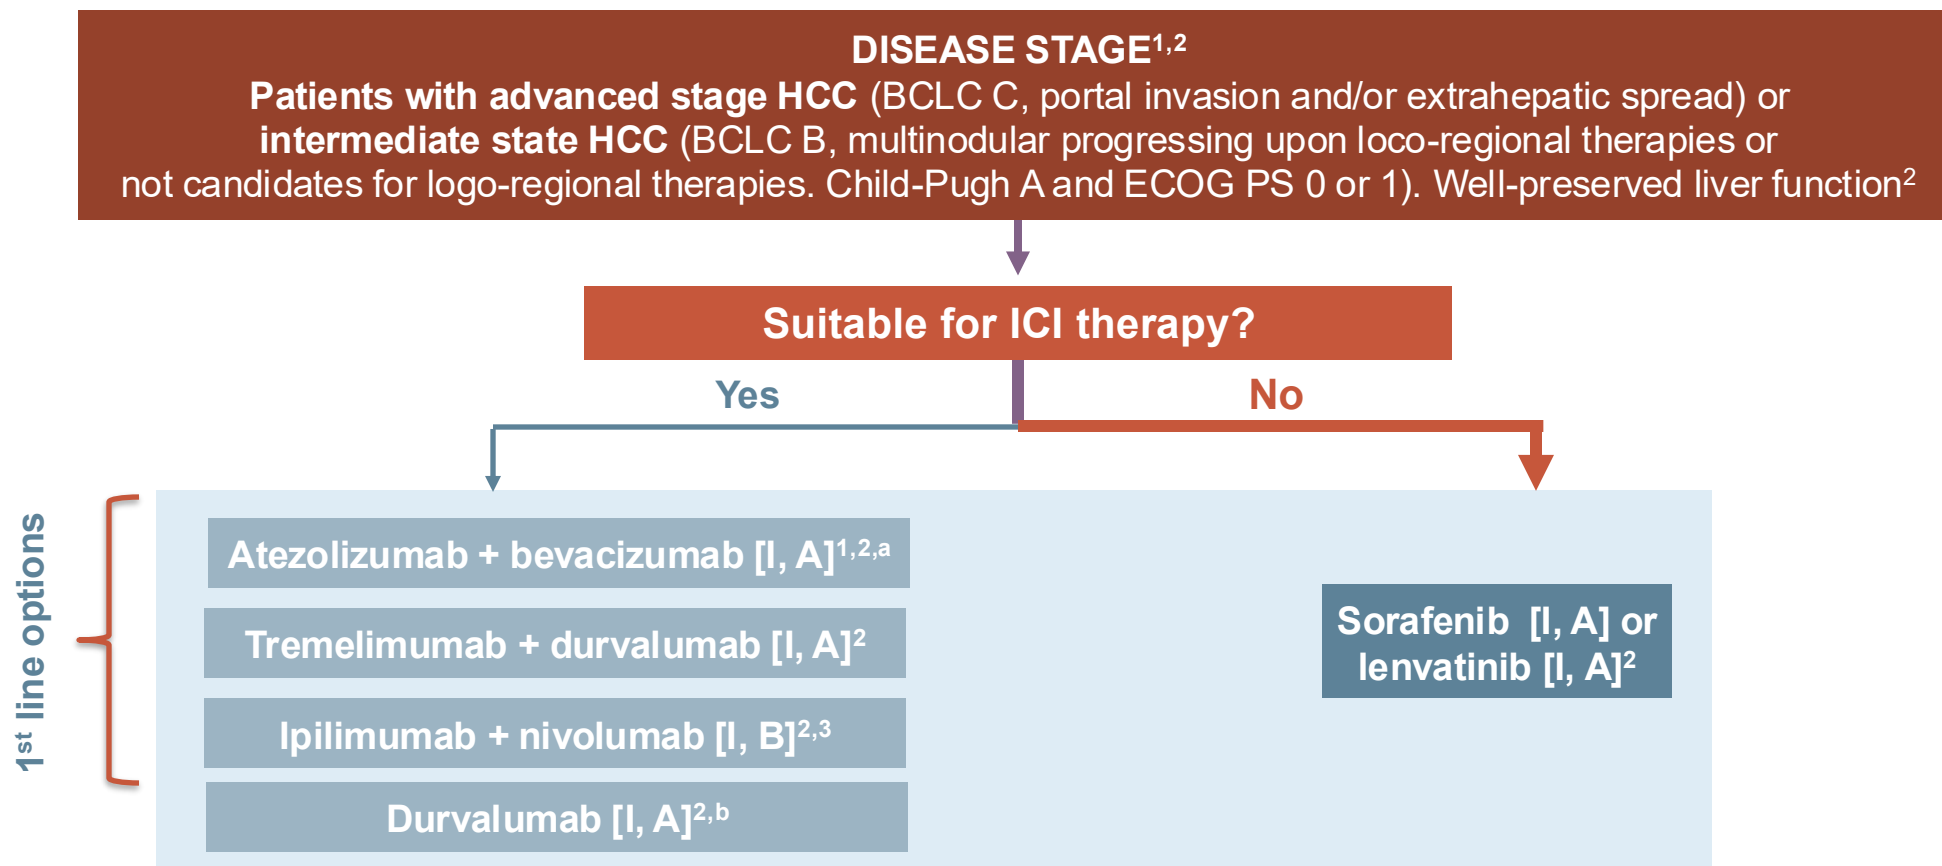 DISEASE STAGE1,2
Patients with advanced stage HCC (BCLC C, portal invasion and/or extrahepatic spread) or
intermediate state HCC (BCLC B, multinodular progressing upon loco-regional therapies or
not candidates for logo-regional therapies. Child-Pugh A and ECOG PS 0 or 1). Well-preserved liver function2
Suitable for ICI therapy?
Yes
No
1st line options
Atezolizumab + bevacizumab [I, A]1,2,a
Tremelimumab + durvalumab [I, A]2
Ipilimumab + nivolumab [I, B]2,3
Durvalumab [I, A]2,b
Sorafenib [I, A] or
lenvatinib [I, A]2